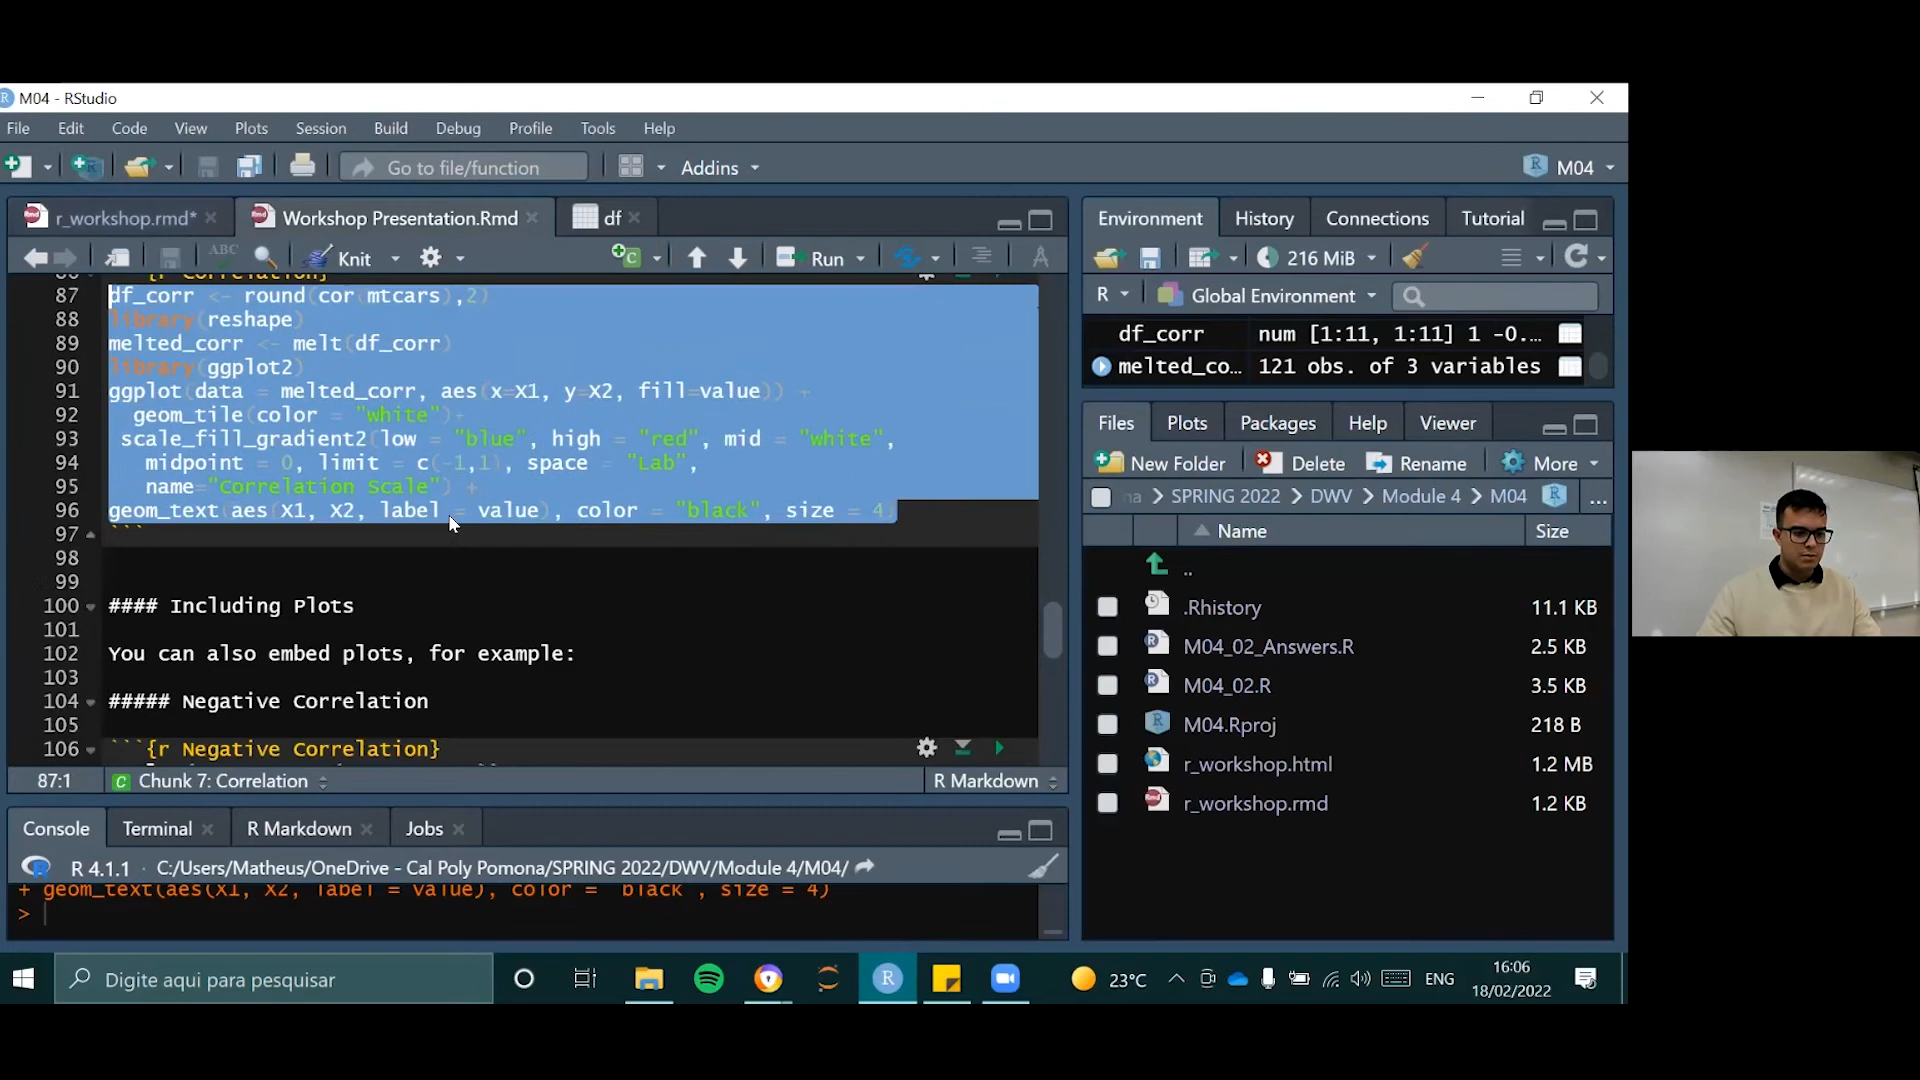 M04 - RStudio
File Edit Code View Plots Session Build Debug Profile Tools Help
Go to file/function Addins M04
r_workshop.rmd* Workshop Presentation.Rmd df
ABC Knit Run
{r Correlation}
87 df_corr <- round(cor(mtcars),2)
88 library(reshape)
89 melted_corr <- melt(df_corr)
90 library(ggplot2)
91 ggplot(data = melted_corr, aes(x=X1, y=X2, fill=value)) +
92 geom_tile(color = "white")+
93 scale_fill_gradient2(low = "blue", high = "red", mid = "white",
94 midpoint = 0, limit = c(-1,1), space = "Lab",
95 name="Correlation Scale") +
96 geom_text(aes(X1, X2, label = value), color = "black", size = 4)
97 ```
98
99
100 #### Including Plots
101
102 You can also embed plots, for example:
103
104 ##### Negative Correlation
105
106 ```{r Negative Correlation}
87:1 Chunk 7: Correlation R Markdown
Console Terminal R Markdown Jobs
R 4.1.1 · C:/Users/Matheus/OneDrive - Cal Poly Pomona/SPRING 2022/DWV/Module 4/M04/
+ geom_text(aes(X1, X2, label = value), color = "black", size = 4)
>
Environment History Connections Tutorial
216 MiB
R Global Environment
df_corr num [1:11, 1:11] 1 -0...
melted_co... 121 obs. of 3 variables
Files Plots Packages Help Viewer
New Folder Delete Rename More
na > SPRING 2022 > DWV > Module 4 > M04 ...
Name Size
..
.Rhistory 11.1 KB
M04_02_Answers.R 2.5 KB
M04_02.R 3.5 KB
M04.Rproj 218 B
r_workshop.html 1.2 MB
r_workshop.rmd 1.2 KB
Digite aqui para pesquisar
23°C ENG
16:06
18/02/2022